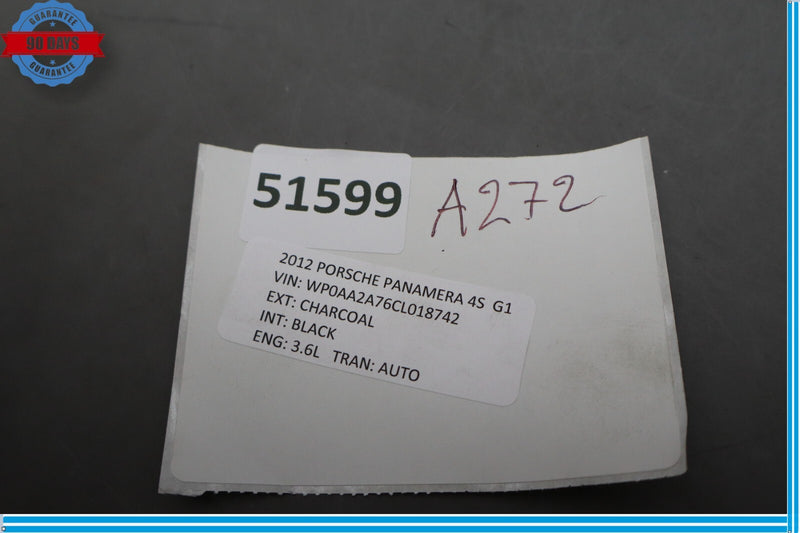 GUARANTEE
90 DAYS
GUARANTEE
51599
A272
2012 PORSCHE PANAMERA 4S G1
VIN: WP0AA2A76CL018742
EXT: CHARCOAL
INT: BLACK
ENG: 3.6L TRAN: AUTO